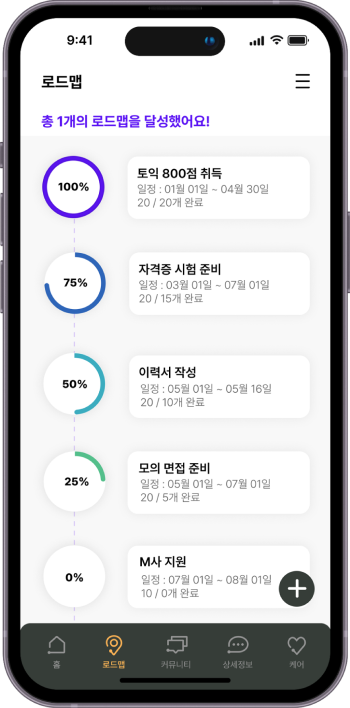 9:41
로드맵
총 1개의 로드맵을 달성했어요!
100%
토익 800점 취득
일정 : 01월 01일 ~ 04월 30일
20 / 20개 완료
75%
자격증 시험 준비
일정 : 03월 01일 ~ 07월 01일
20 / 15개 완료
50%
이력서 작성
일정 : 05월 01일 ~ 05월 16일
20 / 10개 완료
25%
모의 면접 준비
일정 : 05월 01일 ~ 07월 01일
20 / 5개 완료
0%
M사 지원
일정 : 07월 01일 ~ 08월 01일
10 / 0개 완료
홈 로드맵 커뮤니티 상세정보 케어